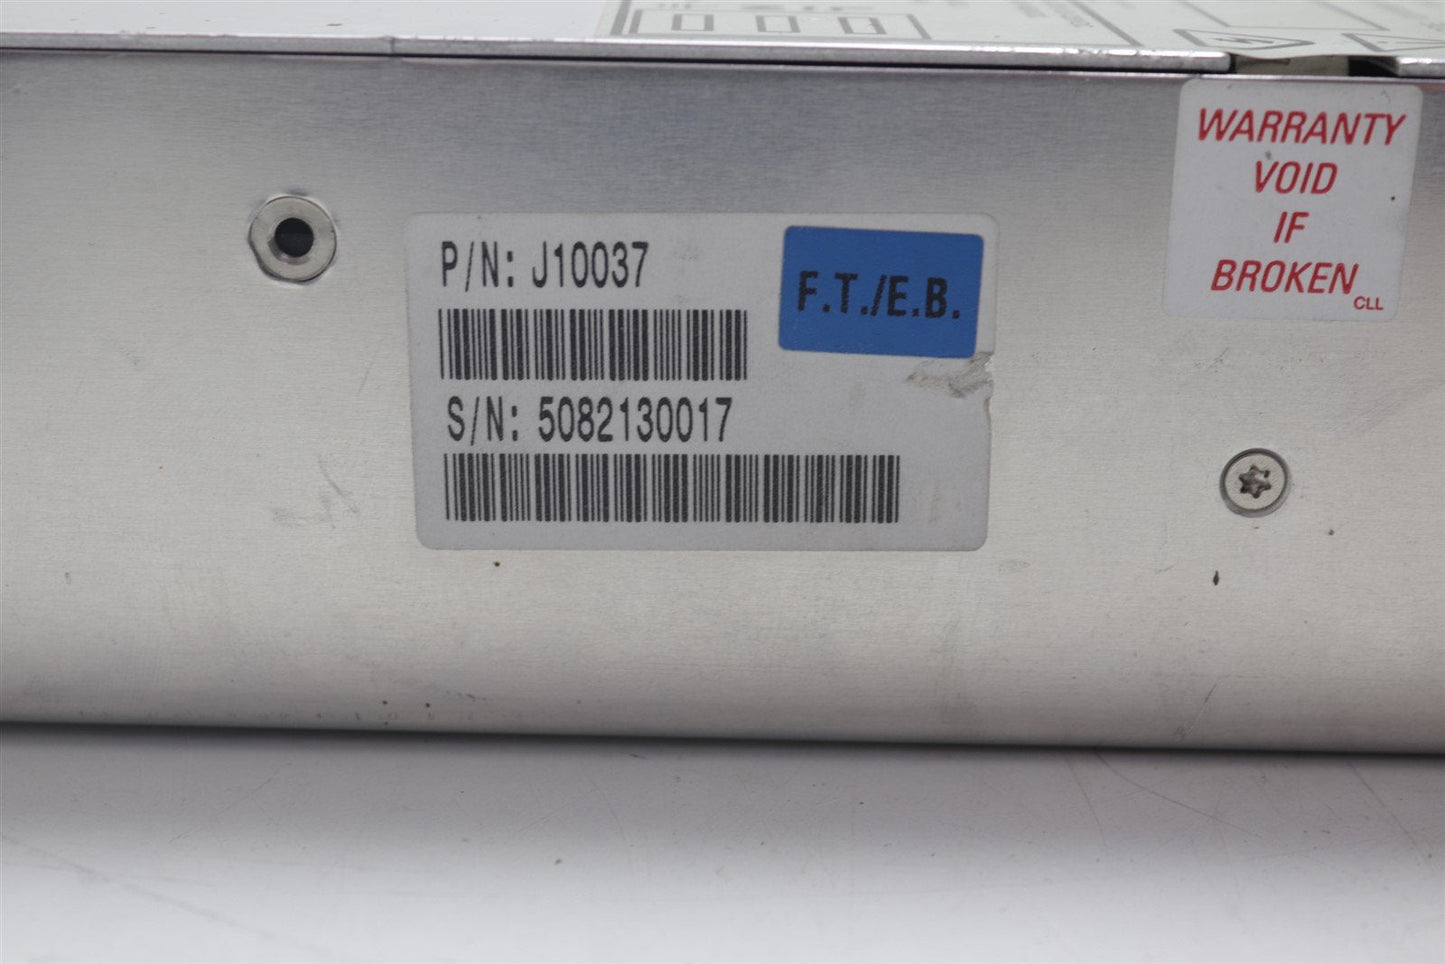 P/N: J10037
F.T./E.B.
S/N: 5082130017
WARRANTY
VOID
IF
BROKEN
CLL